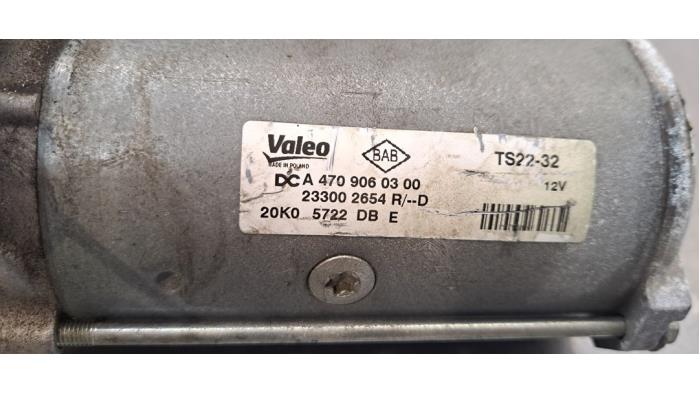 Valeo BAB TS22-32
MADE IN POLAND
DC A 470 906 03 00 12V
23300 2654 R/--D
20K0 5722 DB E